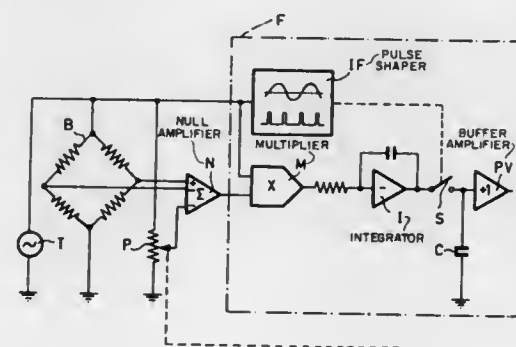 F
IF
PULSE
SHAPER
B
NULL
AMPLIFIER
N
MULTIPLIER
M
BUFFER
AMPLIFIER
PV
+
Σ
−
X
−
+1
T
P
I
INTEGRATOR
S
C